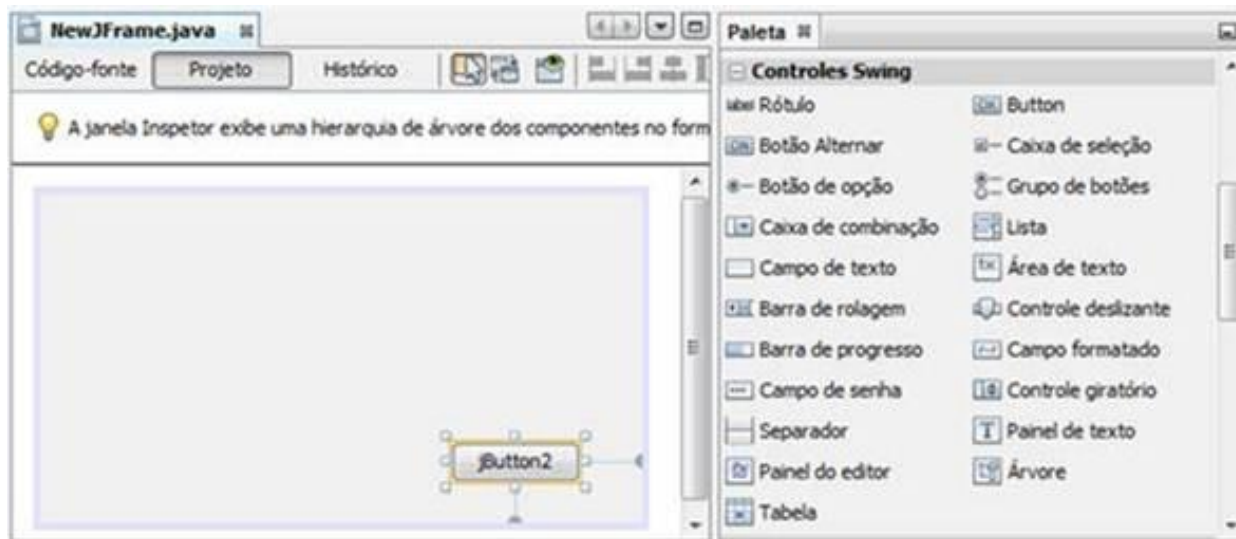 NewJFrame.java
Código-fonte Projeto Histórico
A janela Inspetor exibe uma hierarquia de árvore dos componentes no form
jButton2
Paleta
Controles Swing
label Rótulo
OK Button
OK Botão Alternar
Caixa de seleção
Botão de opção
Grupo de botões
Caixa de combinação
Lista
Campo de texto
Área de texto
Barra de rolagem
Controle deslizante
Barra de progresso
Campo formatado
Campo de senha
Controle giratório
Separador
T Painel de texto
Painel do editor
Árvore
Tabela